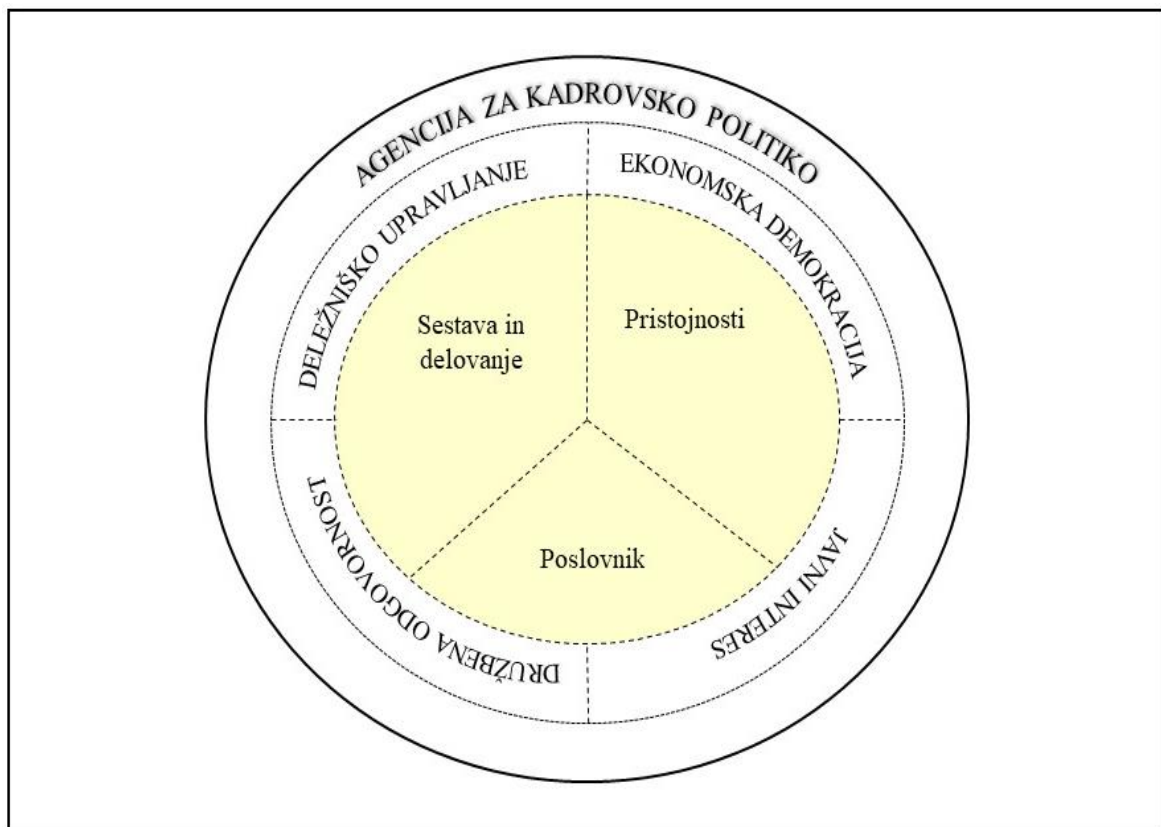 AGENCIJA ZA KADROVSKO POLITIKO
DELEŽNIŠKO UPRAVLJANJE
EKONOMSKA DEMOKRACIJA
Sestava in
delovanje
Pristojnosti
Poslovnik
DRUŽBENA ODGOVORNOST
JAVNI INTERES